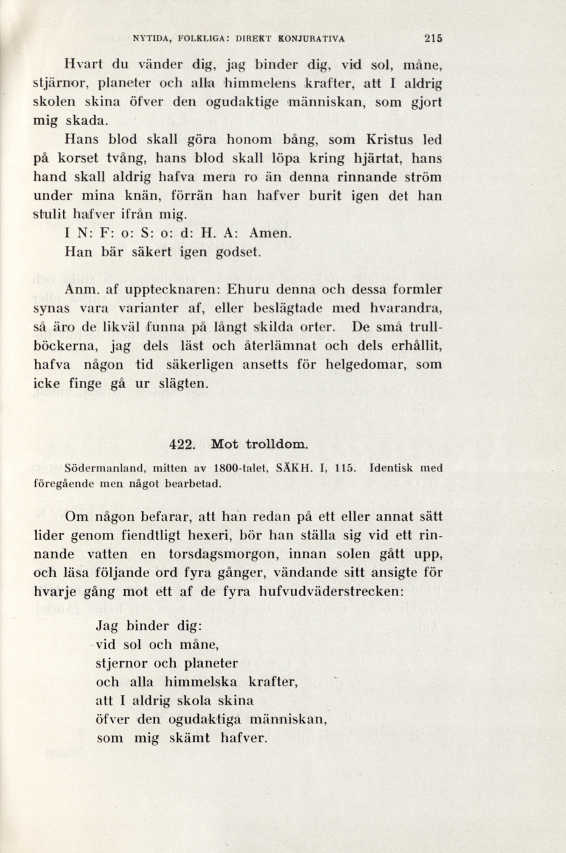 NYTIDA, FOLKLIGA: DIREKT KONJURATIVA 215
Hvart du vänder dig, jag binder dig, vid sol, måne,
stjärnor, planeter och alla himmelens krafter, att I aldrig
skolen skina öfver den ogudaktige människan, som gjort
mig skada.
Hans blod skall göra honom bång, som Kristus led
på korset tvång, hans blod skall löpa kring hjärtat, hans
hand skall aldrig hafva mera ro än denna rinnande ström
under mina knän, förrän han hafver burit igen det han
stulit hafver ifrån mig.
I N: F: o: S: o: d: H. A: Amen.
Han bär säkert igen godset.
Anm. af upptecknaren: Ehuru denna och dessa formler
synas vara varianter af, eller beslägtade med hvarandra,
så äro de likväl funna på långt skilda orter. De små trull-
böckerna, jag dels läst och återlämnat och dels erhållit,
hafva någon tid säkerligen ansetts för helgedomar, som
icke finge gå ur slägten.
422. Mot trolldom.
Södermanland, mitten av 1800-talet, SÄKH. I, 115. Identisk med
föregående men något bearbetad.
Om någon befarar, att han redan på ett eller annat sätt
lider genom fiendtligt hexeri, bör han ställa sig vid ett rin-
nande vatten en torsdagsmorgon, innan solen gått upp,
och läsa följande ord fyra gånger, vändande sitt ansigte för
hvarje gång mot ett af de fyra hufvudväderstrecken:
Jag binder dig:
vid sol och måne,
stjernor och planeter
och alla himmelska krafter,
att I aldrig skola skina
öfver den ogudaktiga människan,
som mig skämt hafver.